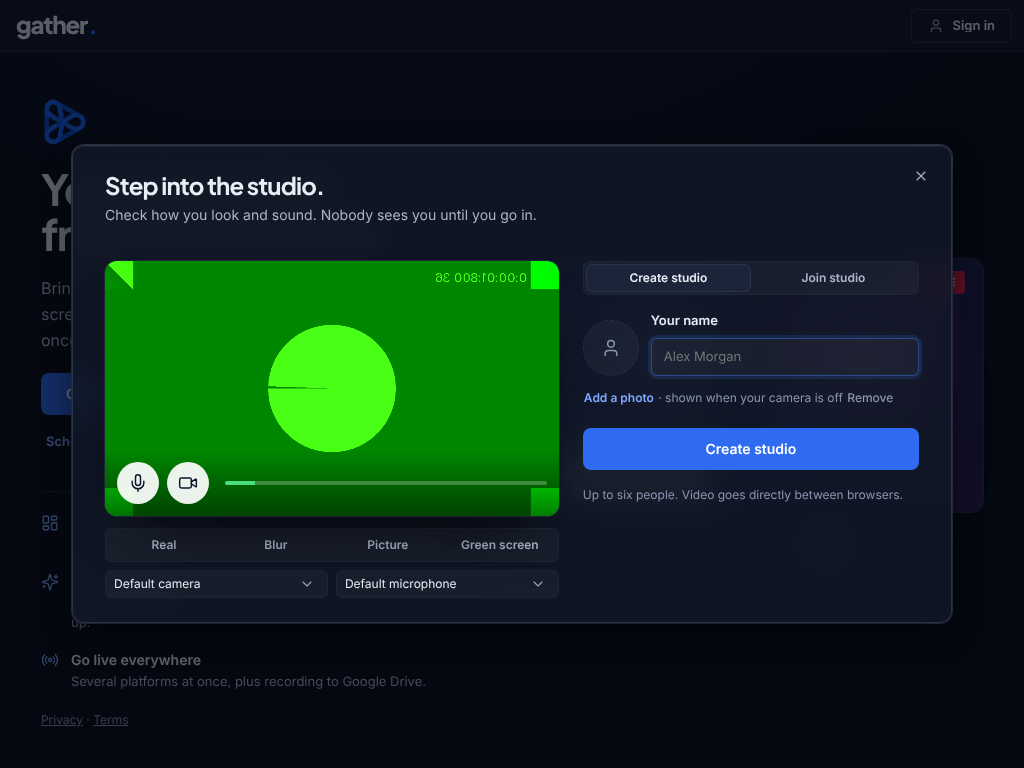 gather.
Sign in
Step into the studio.
Check how you look and sound. Nobody sees you until you go in.
Create studio
Join studio
Your name
Alex Morgan
Add a photo · shown when your camera is off Remove
Create studio
Up to six people. Video goes directly between browsers.
Real
Blur
Picture
Green screen
Default camera
Default microphone
up.
Go live everywhere
Several platforms at once, plus recording to Google Drive.
Privacy · Terms